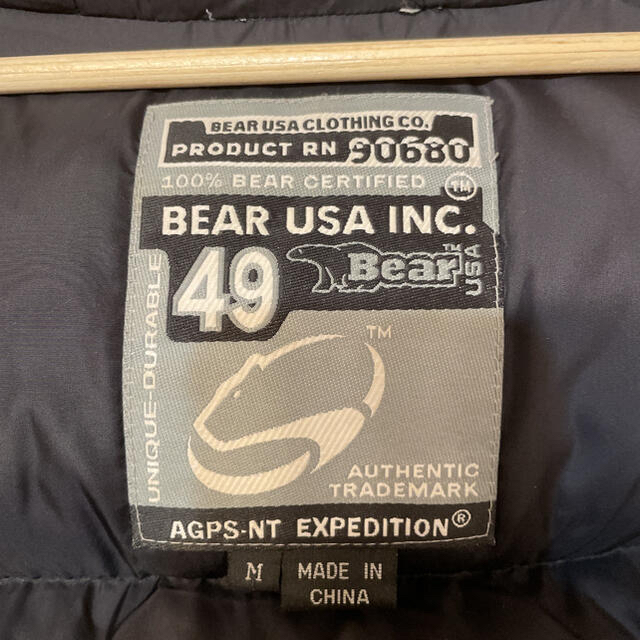 BEAR USA CLOTHING CO.
PRODUCT RN 90680
100% BEAR CERTIFIED TM
BEAR USA INC.
49 Bear TM USA
UNIQUE-DURABLE
TM
AUTHENTIC
TRADEMARK
AGPS-NT EXPEDITION®
M
MADE IN
CHINA